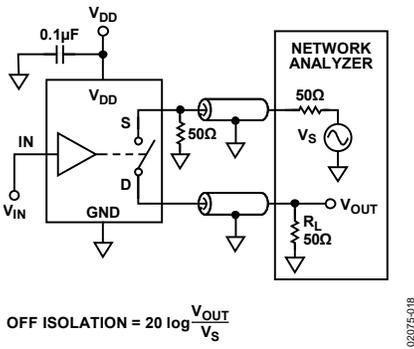 VDD
0.1µF
VDD
NETWORK
ANALYZER
50Ω
S
50Ω
VS
IN
D
VIN
GND
VOUT
RL
50Ω
OFF ISOLATION = 20 log VOUT/VS
02075-018